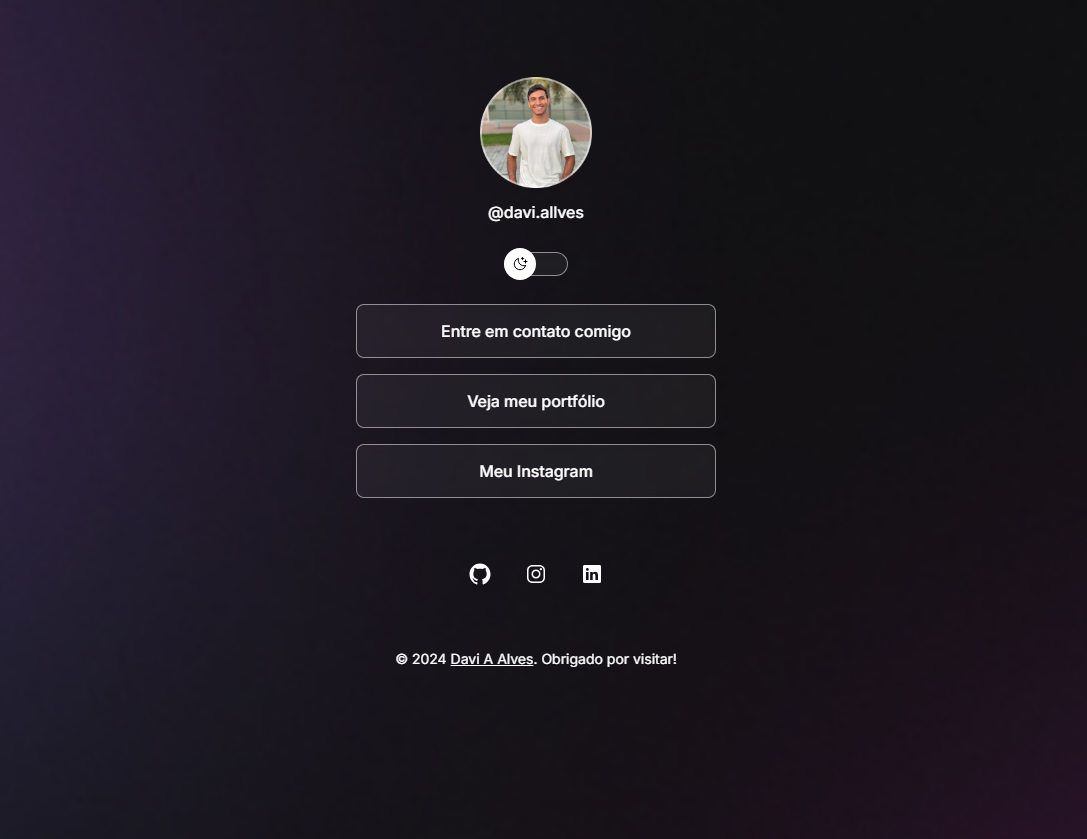 @davi.allves
Entre em contato comigo
Veja meu portfólio
Meu Instagram
© 2024 Davi A Alves. Obrigado por visitar!